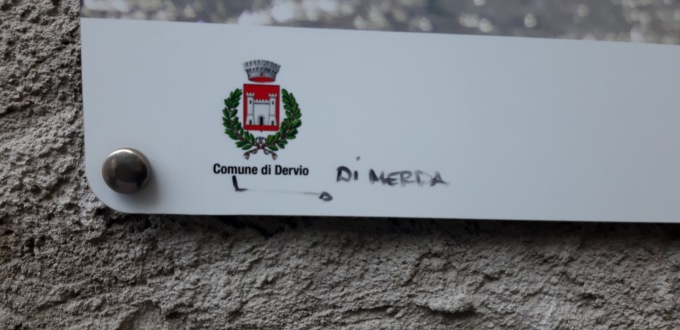 Comune di Dervio
DI MERDA